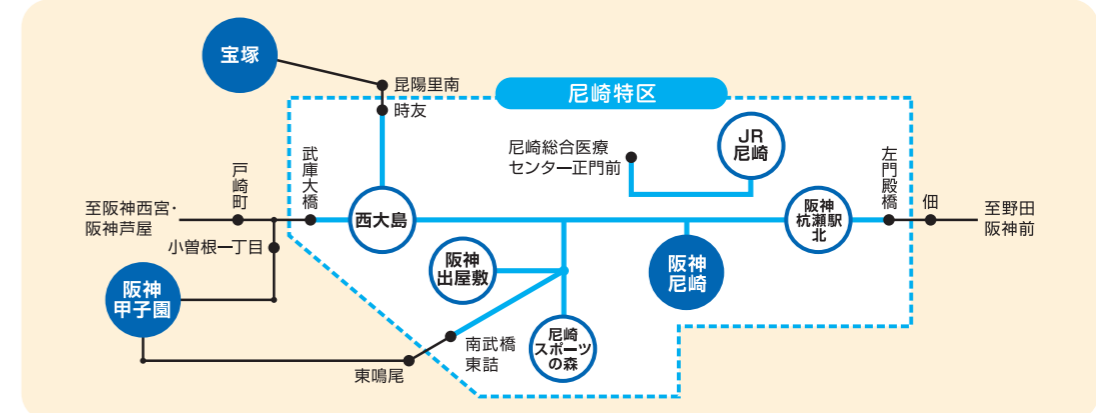 宝塚
昆陽里南
時友
尼崎特区
尼崎総合医療
センター正門前
JR
尼崎
左門殿橋
佃
武庫大橋
戸崎町
至阪神西宮・
阪神芦屋
西大島
阪神
杭瀬駅
北
至野田
阪神前
小曽根一丁目
阪神
出屋敷
阪神
尼崎
阪神
甲子園
尼崎
スポーツ
の森
南武橋
東詰
東鳴尾